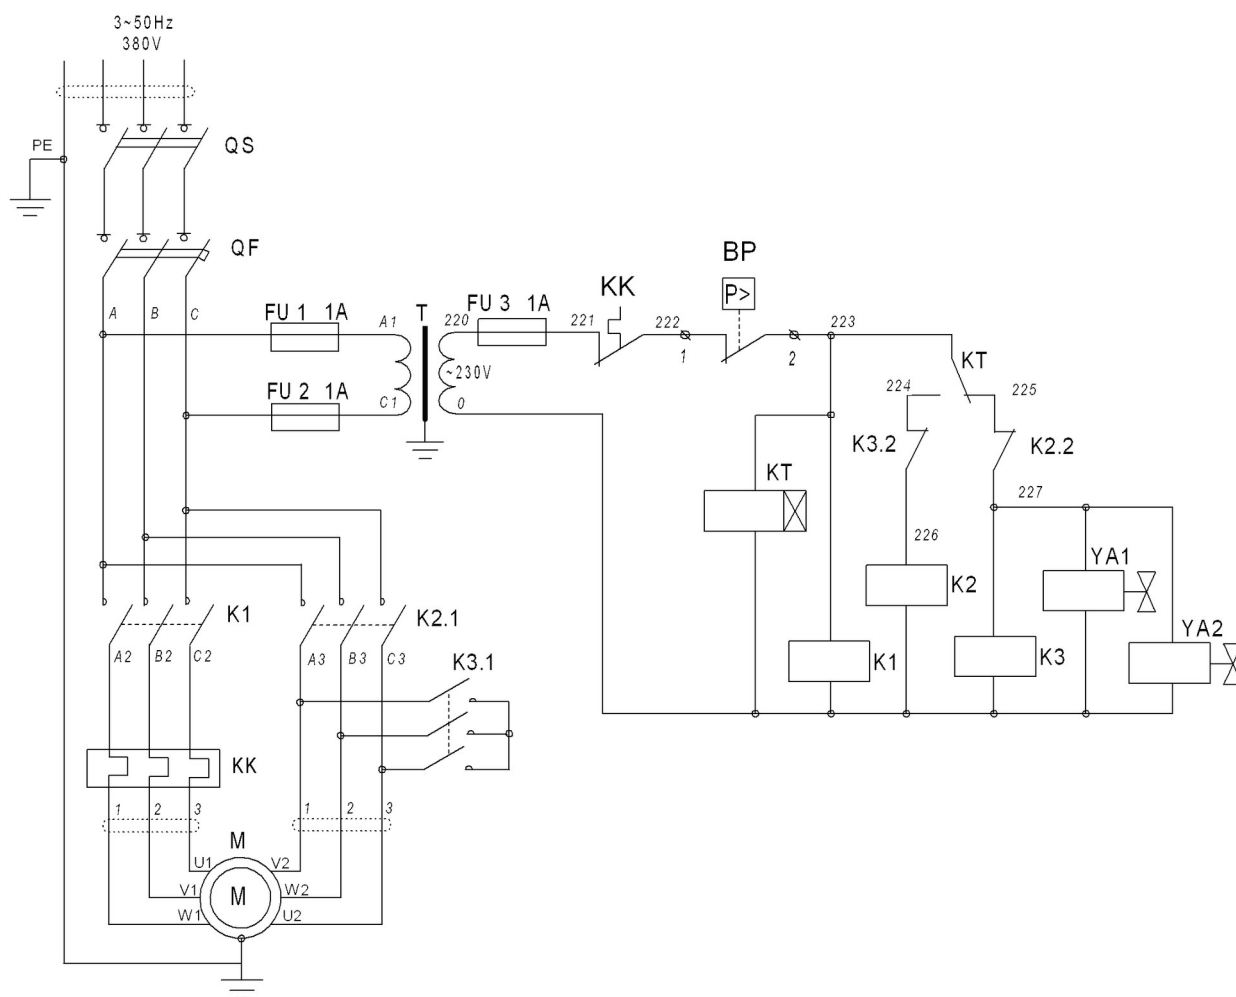 3~50Hz
380V
PE
QS
QF
A B C
FU 1 1A
A1
T
220
FU 3 1A
221
KK
222
1
BP
P>
2
223
KT
FU 2 1A
C1
~230V
0
224
225
K3.2
K2.2
KT
227
226
YA1
K2
YA2
K1
K3
K1
A2 B2 C2
K2.1
A3 B3 C3
K3.1
KK
1 2 3
1 2 3
M
M
U1
V1
W1
V2
W2
U2